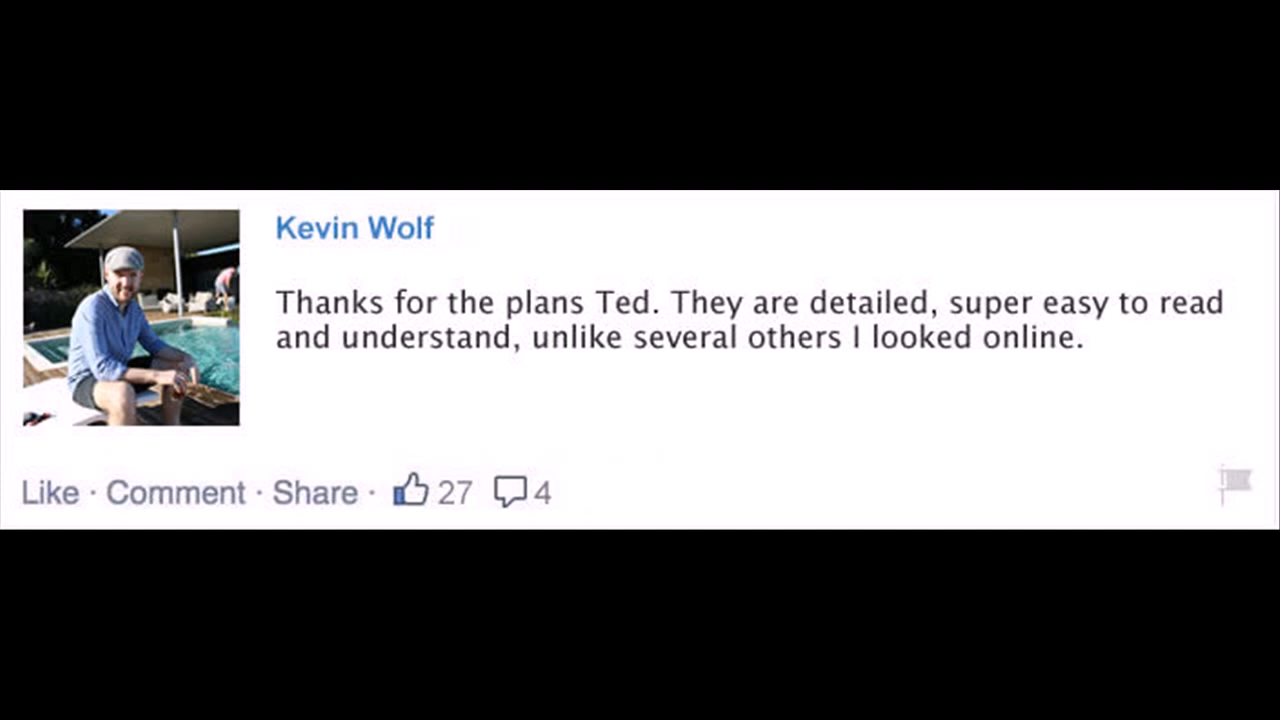 Kevin Wolf
Thanks for the plans Ted. They are detailed, super easy to read
and understand, unlike several others I looked online.
Like · Comment · Share · 27 4